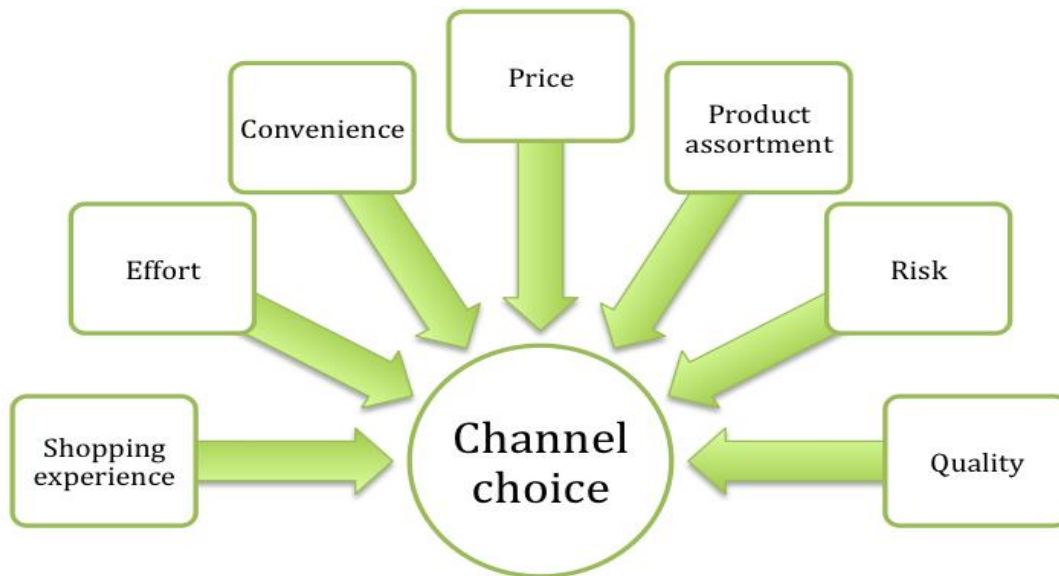 Price
Convenience
Product
assortment
Effort
Risk
Shopping
experience
Channel
choice
Quality